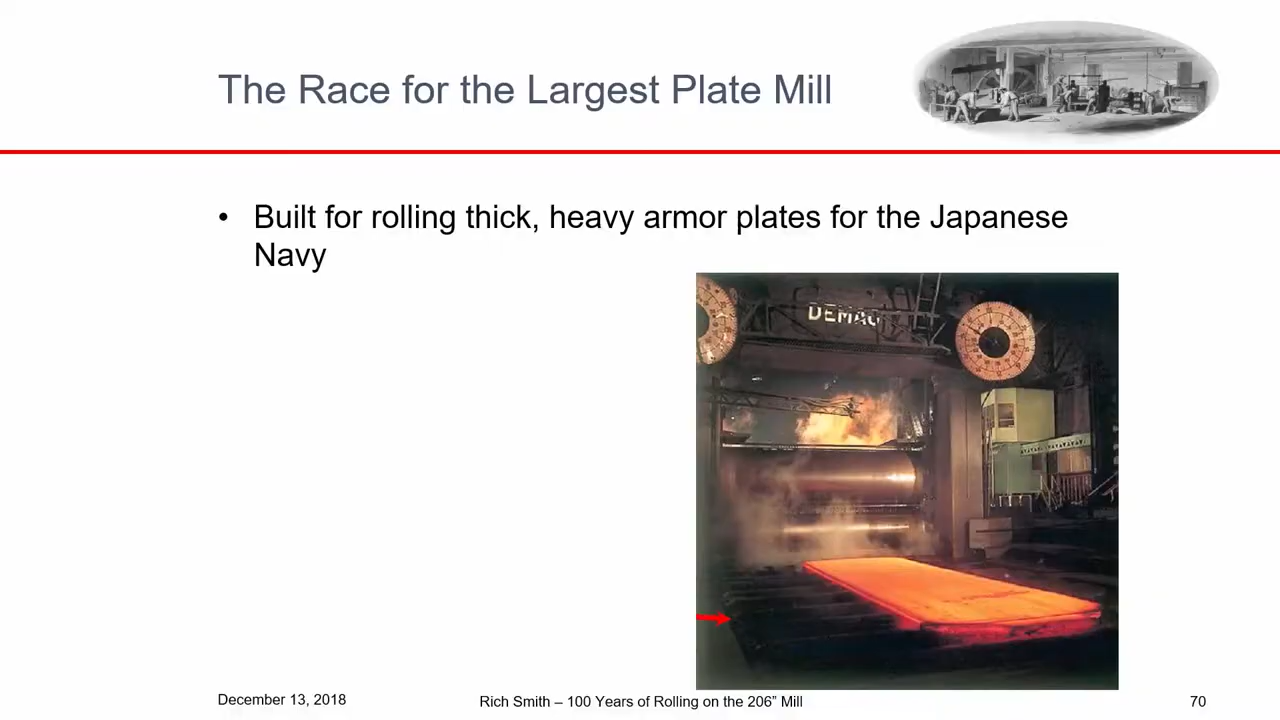 The Race for the Largest Plate Mill
• Built for rolling thick, heavy armor plates for the Japanese
Navy
DEMAG
December 13, 2018
Rich Smith – 100 Years of Rolling on the 206” Mill
70